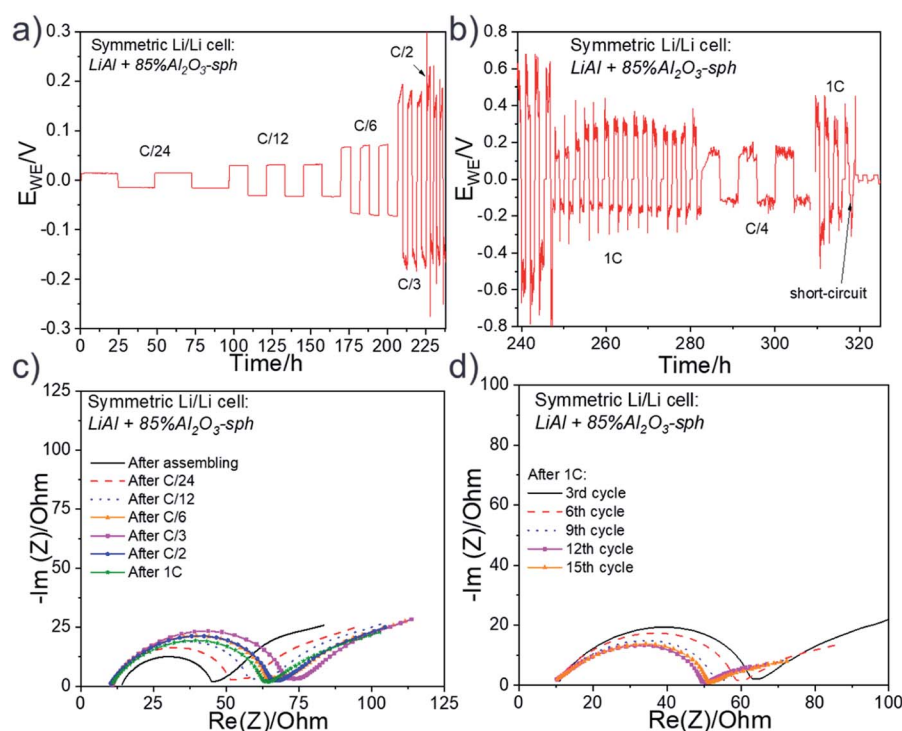 a)
Symmetric Li/Li cell:
LiAl + 85%Al₂O₃-sph
C/2
C/6
C/12
C/24
C/3
0.3
0.2
0.1
0.0
-0.1
-0.2
-0.3
E_WE/V
0 25 50 75 100 125 150 175 200 225
Time/h
b)
Symmetric Li/Li cell:
LiAl + 85%Al₂O₃-sph
1C
1C
C/4
short-circuit
0.8
0.6
0.4
0.2
0.0
-0.2
-0.4
-0.6
-0.8
E_WE/V
240 260 280 300 320
Time/h
c)
Symmetric Li/Li cell:
LiAl + 85%Al₂O₃-sph
After assembling
After C/24
After C/12
After C/6
After C/3
After C/2
After 1C
125
100
75
50
25
0
-Im (Z)/Ohm
0 25 50 75 100 125
Re(Z)/Ohm
d)
Symmetric Li/Li cell:
LiAl + 85%Al₂O₃-sph
After 1C:
3rd cycle
6th cycle
9th cycle
12th cycle
15th cycle
100
80
60
40
20
0
-Im (Z)/Ohm
0 20 40 60 80 100
Re(Z)/Ohm